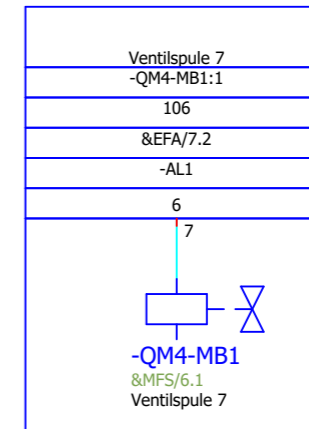 Ventilspule 7
-QM4-MB1:1
106
&EFA/7.2
-AL1
6
7
-QM4-MB1
&MFS/6.1
Ventilspule 7